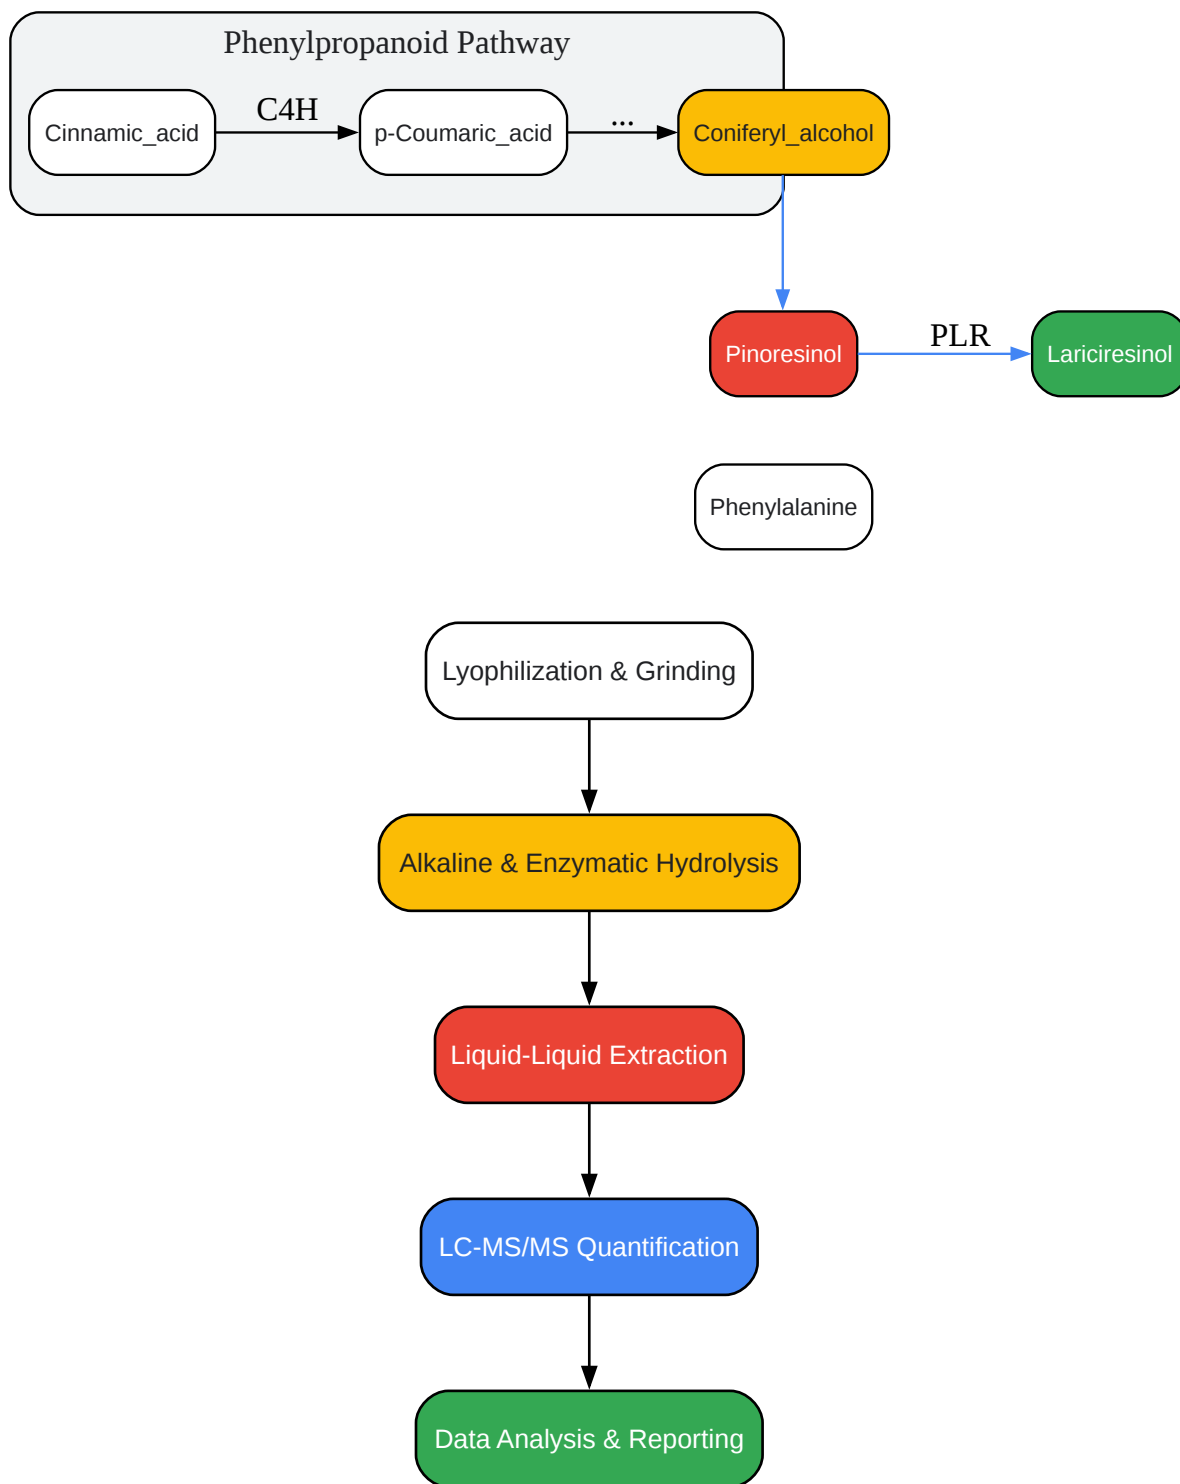 Phenylpropanoid Pathway
Cinnamic_acid
C4H
p-Coumaric_acid
...
Coniferyl_alcohol
Pinoresinol
PLR
Lariciresinol
Phenylalanine
Lyophilization & Grinding
Alkaline & Enzymatic Hydrolysis
Liquid-Liquid Extraction
LC-MS/MS Quantification
Data Analysis & Reporting